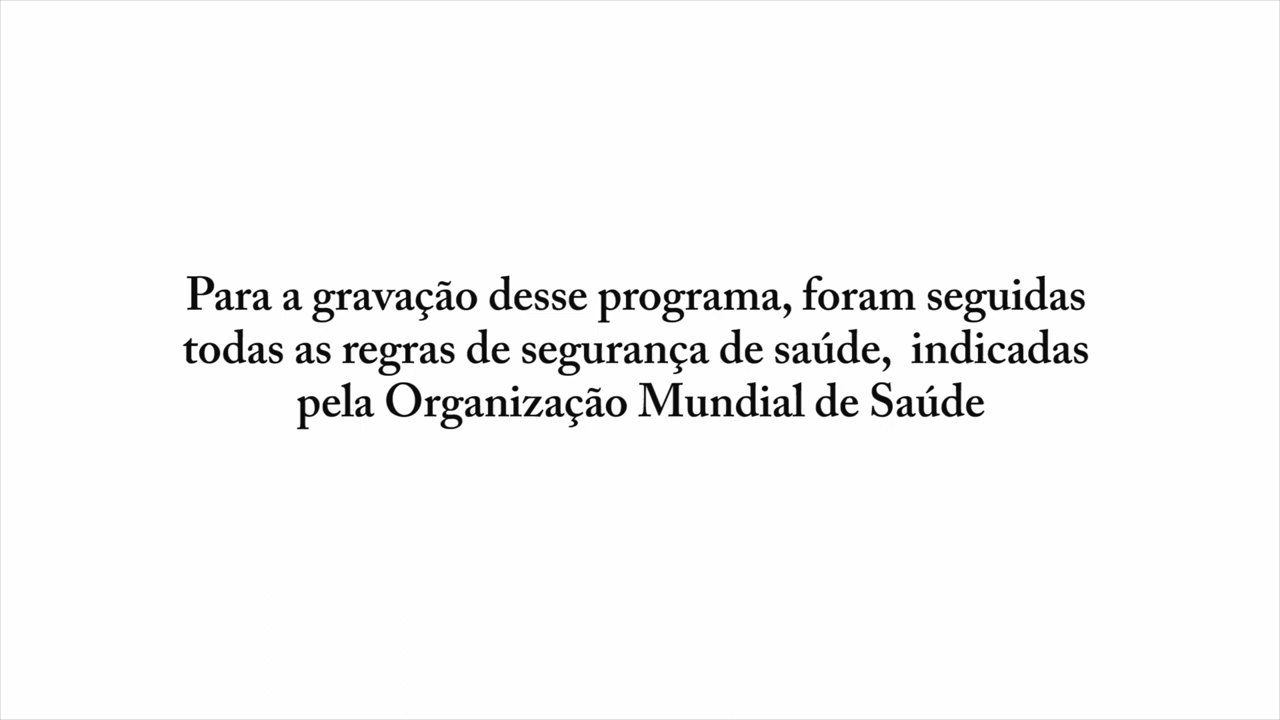 Para a gravação desse programa, foram seguidas
todas as regras de segurança de saúde,  indicadas
pela Organização Mundial de Saúde